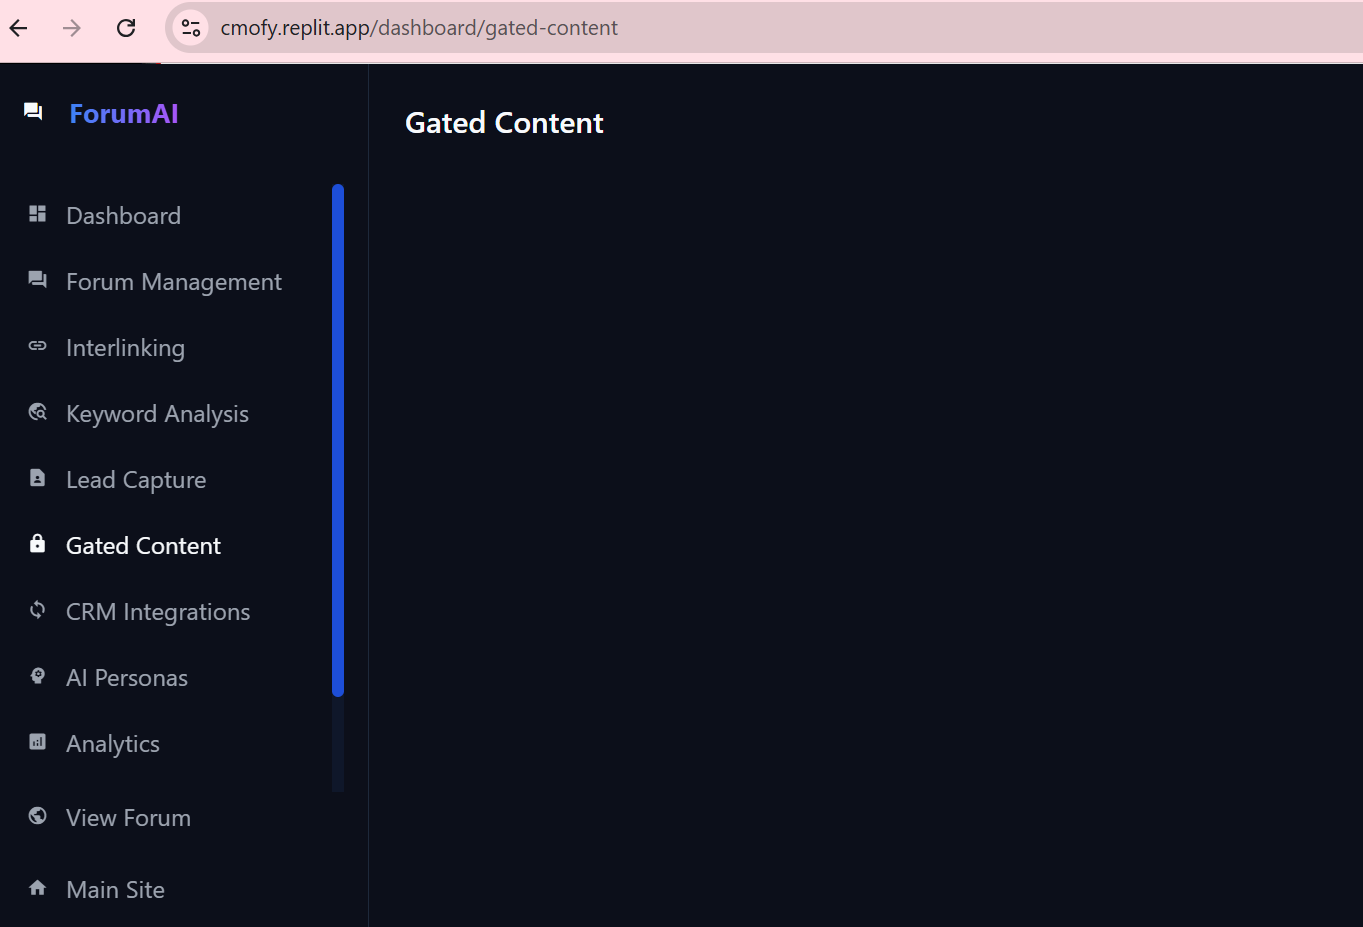 cmofy.replit.app/dashboard/gated-content
ForumAI
Dashboard
Forum Management
Interlinking
Keyword Analysis
Lead Capture
Gated Content
CRM Integrations
AI Personas
Analytics
View Forum
Main Site
Gated Content